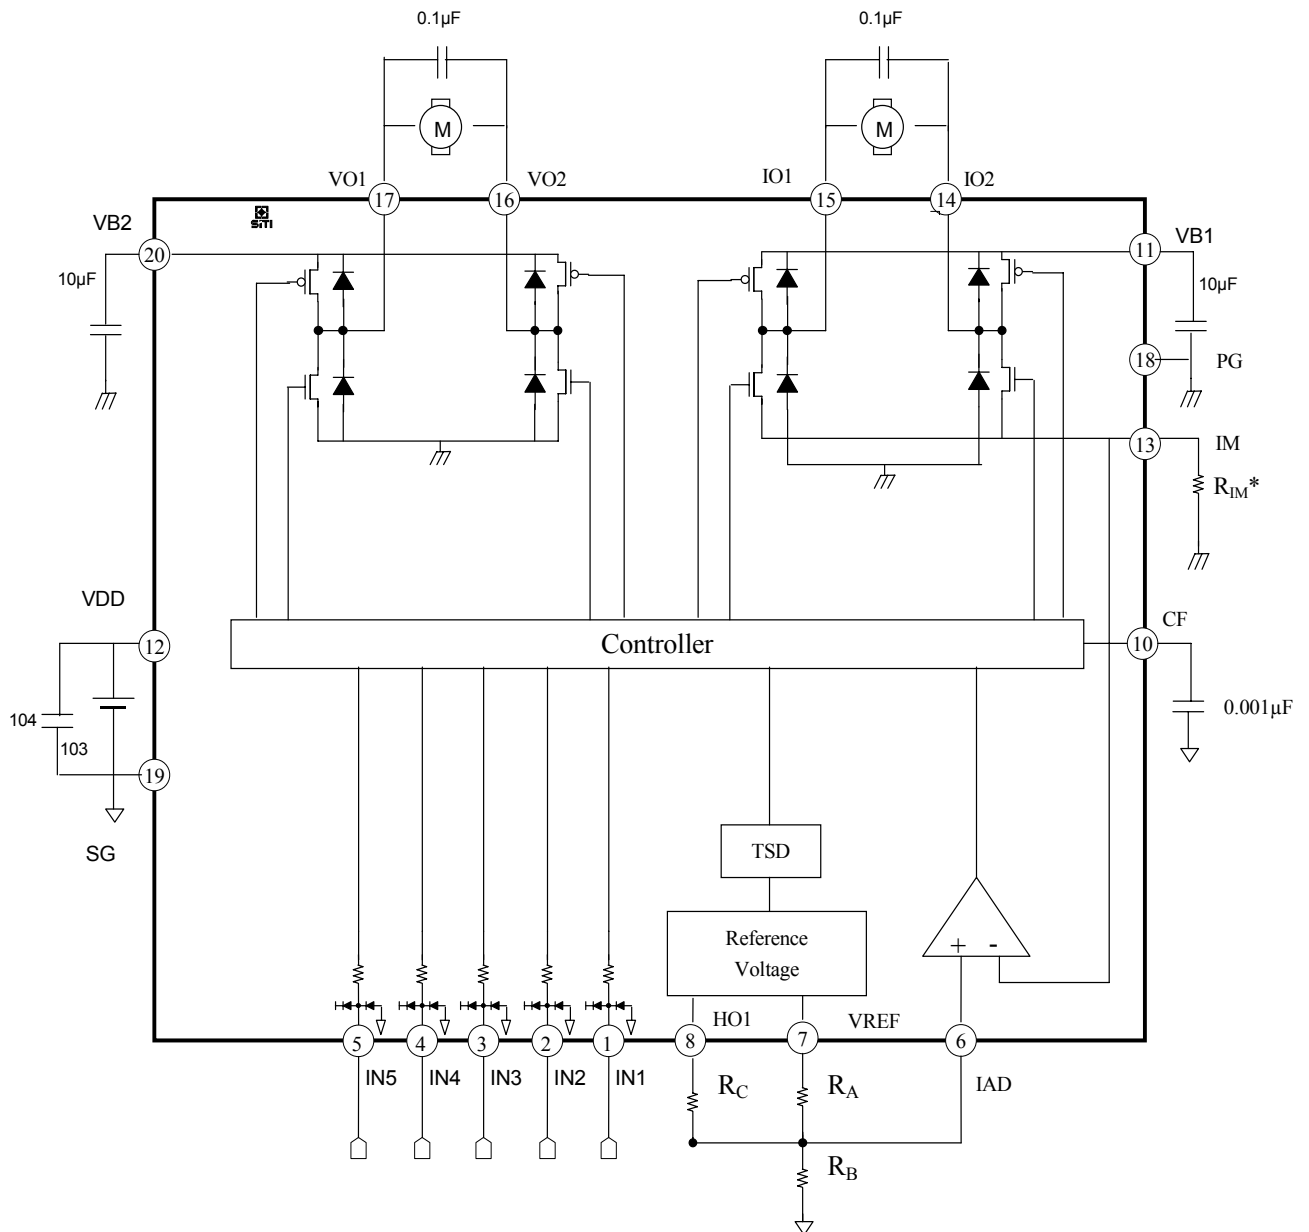 0.1µF
0.1µF
M
M
VO1
VO2
IO1
IO2
17
16
15
14
SiTI
VB2
20
11
VB1
10µF
10µF
18
PG
13
IM
RIM*
VDD
CF
12
Controller
10
104
103
0.001µF
19
SG
TSD
Reference
Voltage
+
-
HO1
VREF
5
4
3
2
1
8
7
6
IN5
IN4
IN3
IN2
IN1
RC
RA
IAD
RB